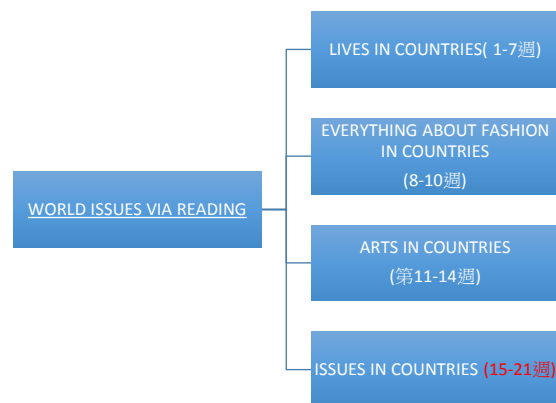 WORLD ISSUES VIA READING
LIVES IN COUNTRIES( 1-7週)
EVERYTHING ABOUT FASHION
IN COUNTRIES
(8-10週)
ARTS IN COUNTRIES
(第11-14週)
ISSUES IN COUNTRIES (15-21週)